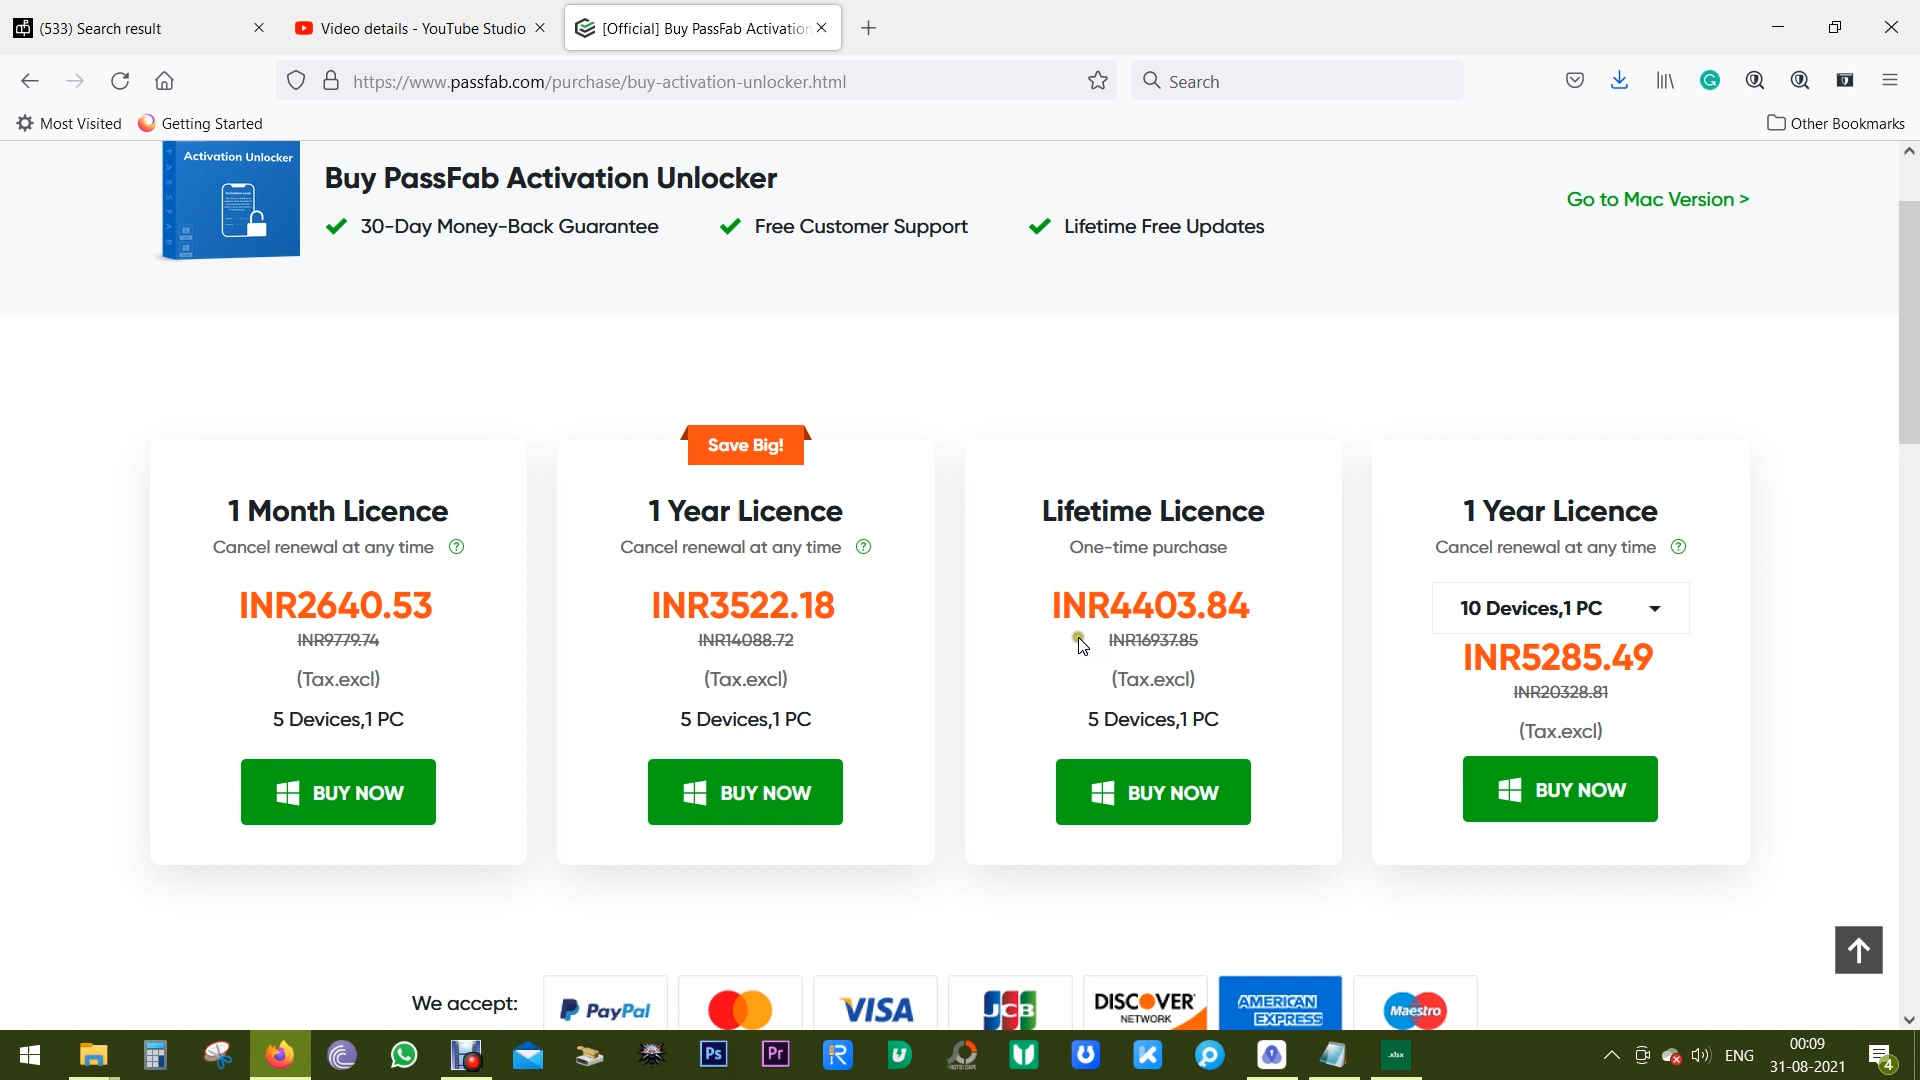 (533) Search result
Video details - YouTube Studio
[Official] Buy PassFab Activation
https://www.passfab.com/purchase/buy-activation-unlocker.html
Search
Most Visited
Getting Started
Other Bookmarks
Activation Unlocker
Buy PassFab Activation Unlocker
30-Day Money-Back Guarantee
Free Customer Support
Lifetime Free Updates
Go to Mac Version >
Save Big!
1 Month Licence
Cancel renewal at any time
INR2640.53
INR9779.74
(Tax.excl)
5 Devices,1 PC
BUY NOW
1 Year Licence
Cancel renewal at any time
INR3522.18
INR14088.72
(Tax.excl)
5 Devices,1 PC
BUY NOW
Lifetime Licence
One-time purchase
INR4403.84
INR16937.85
(Tax.excl)
5 Devices,1 PC
BUY NOW
1 Year Licence
Cancel renewal at any time
10 Devices,1 PC
INR5285.49
INR20328.81
(Tax.excl)
BUY NOW
We accept:
PayPal
VISA
JCB
DISCOVER
NETWORK
AMERICAN
EXPRESS
Maestro
Ps
Pr
.xlsx
ENG
00:09
31-08-2021
4